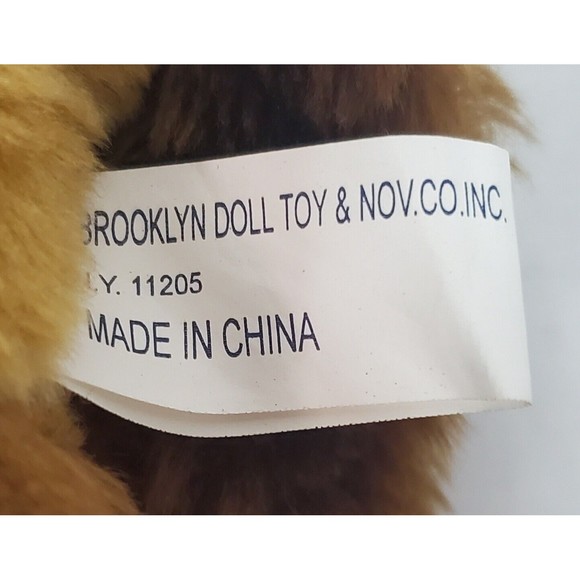 BROOKLYN DOLL TOY & NOV.CO.INC.
.Y. 11205
MADE IN CHINA